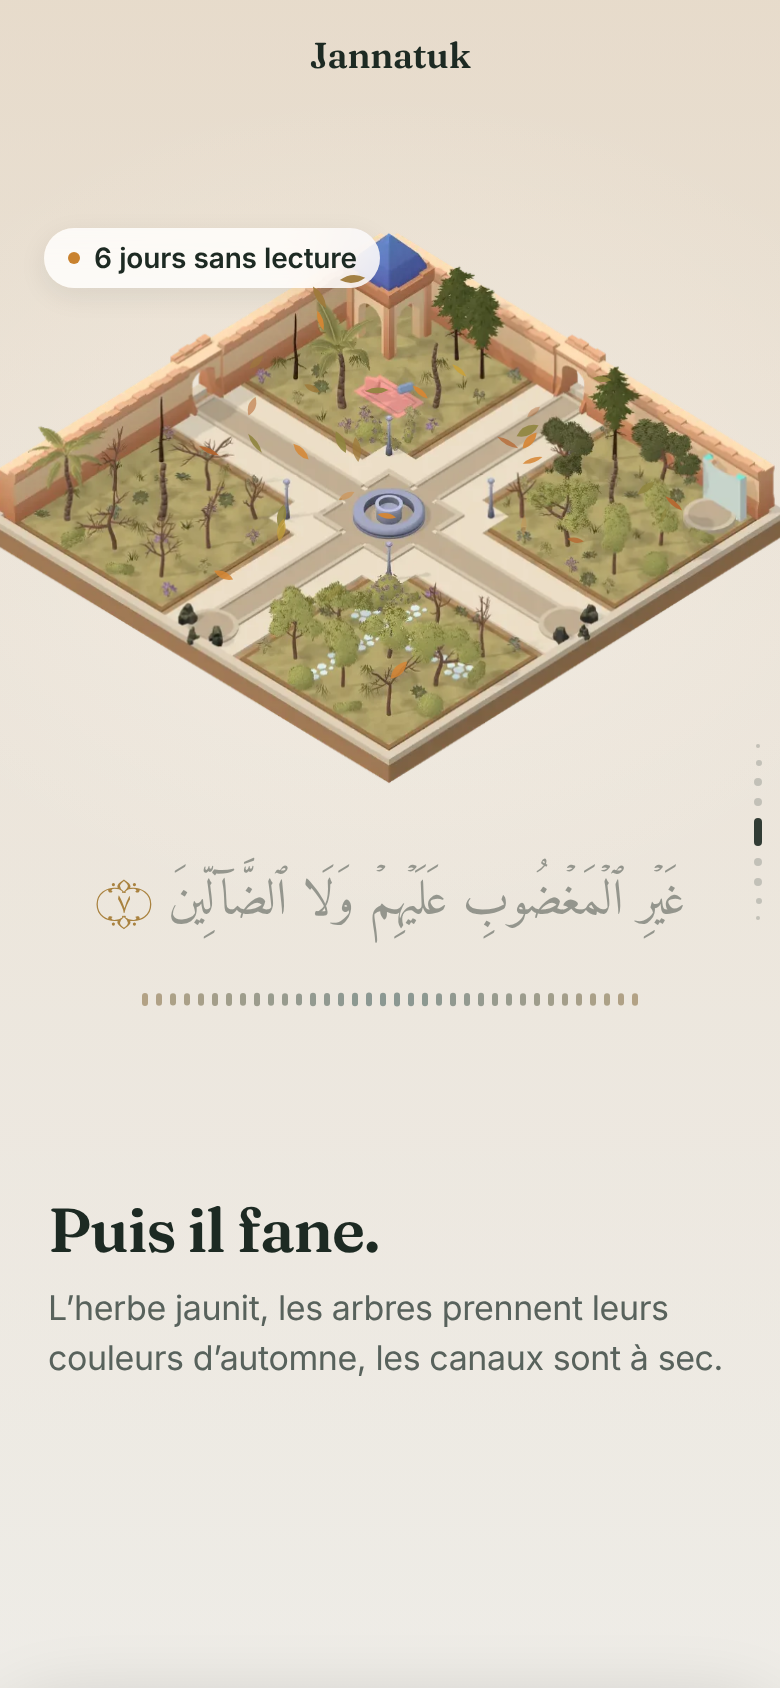 Jannatuk
6 jours sans lecture
غَيْرِ ٱلْمَغْضُوبِ عَلَيْهِمْ وَلَا ٱلضَّآلِّينَ ٧
Puis il fane.
L’herbe jaunit, les arbres prennent leurs
couleurs d’automne, les canaux sont à sec.